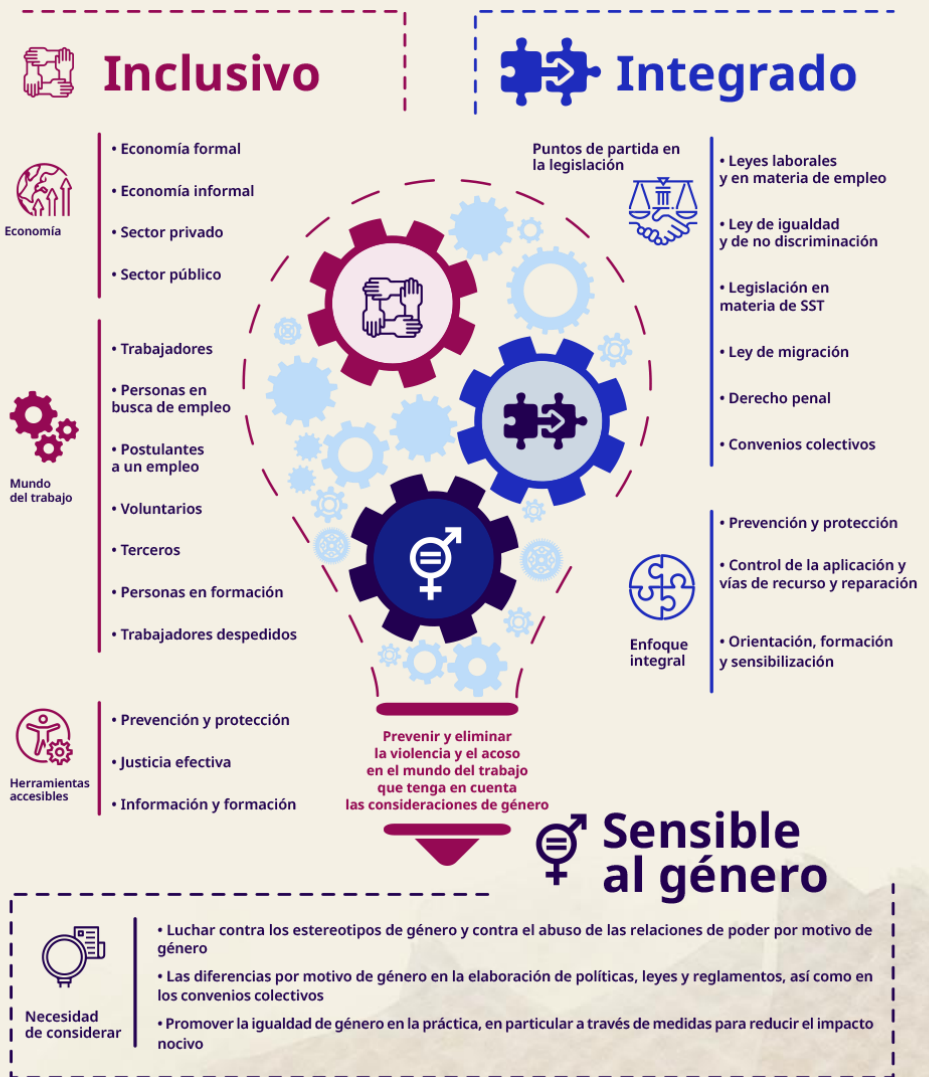 Inclusivo
Economía
• Economía formal
• Economía informal
• Sector privado
• Sector público
Mundo
del trabajo
• Trabajadores
• Personas en
busca de empleo
• Postulantes
a un empleo
• Voluntarios
• Terceros
• Personas en formación
• Trabajadores despedidos
Herramientas
accesibles
• Prevención y protección
• Justicia efectiva
• Información y formación
Integrado
Puntos de partida en
la legislación
• Leyes laborales
y en materia de empleo
• Ley de igualdad
y de no discriminación
• Legislación en
materia de SST
• Ley de migración
• Derecho penal
• Convenios colectivos
Enfoque
integral
• Prevención y protección
• Control de la aplicación y
vías de recurso y reparación
• Orientación, formación
y sensibilización
Prevenir y eliminar
la violencia y el acoso
en el mundo del trabajo
que tenga en cuenta
las consideraciones de género
Sensible
al género
Necesidad
de considerar
• Luchar contra los estereotipos de género y contra el abuso de las relaciones de poder por motivo de
género
• Las diferencias por motivo de género en la elaboración de políticas, leyes y reglamentos, así como en
los convenios colectivos
• Promover la igualdad de género en la práctica, en particular a través de medidas para reducir el impacto
nocivo